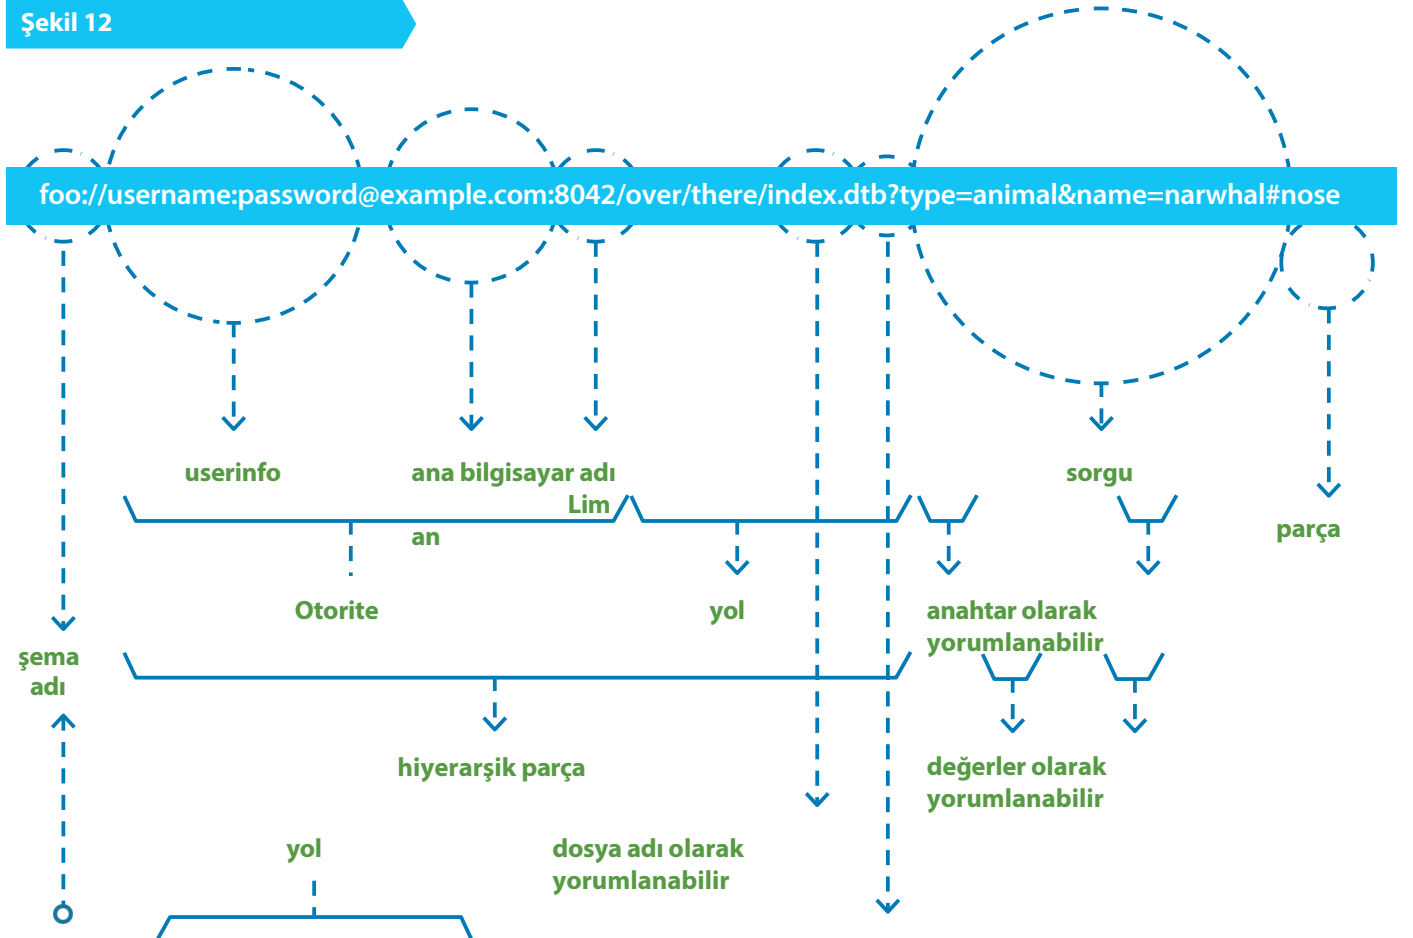 Şekil 12
foo://username:password@example.com:8042/over/there/index.dtb?type=animal&name=narwhal#nose
userinfo
ana bilgisayar adı
Lim
an
sorgu
parça
Otorite
yol
anahtar olarak
yorumlanabilir
şema
adı
hiyerarşik parça
değerler olarak
yorumlanabilir
yol
dosya adı olarak
yorumlanabilir